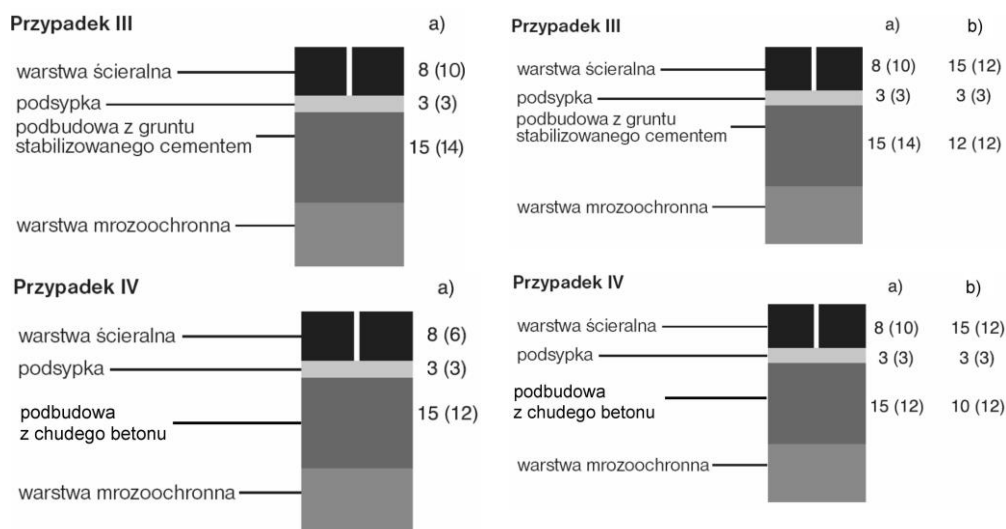 Przypadek III a)
warstwa ścieralna 8 (10)
podsypka 3 (3)
podbudowa z gruntu
stabilizowanego cementem 15 (14)
warstwa mrozoochronna
Przypadek IV a)
warstwa ścieralna 8 (6)
podsypka 3 (3)
podbudowa 15 (12)
z chudego betonu
warstwa mrozoochronna
Przypadek III a) b)
warstwa ścieralna 8 (10) 15 (12)
podsypka 3 (3) 3 (3)
podbudowa z gruntu
stabilizowanego cementem 15 (14) 12 (12)
warstwa mrozoochronna
Przypadek IV a) b)
warstwa ścieralna 8 (10) 15 (12)
podsypka 3 (3) 3 (3)
podbudowa
z chudego betonu 15 (12) 10 (12)
warstwa mrozoochronna